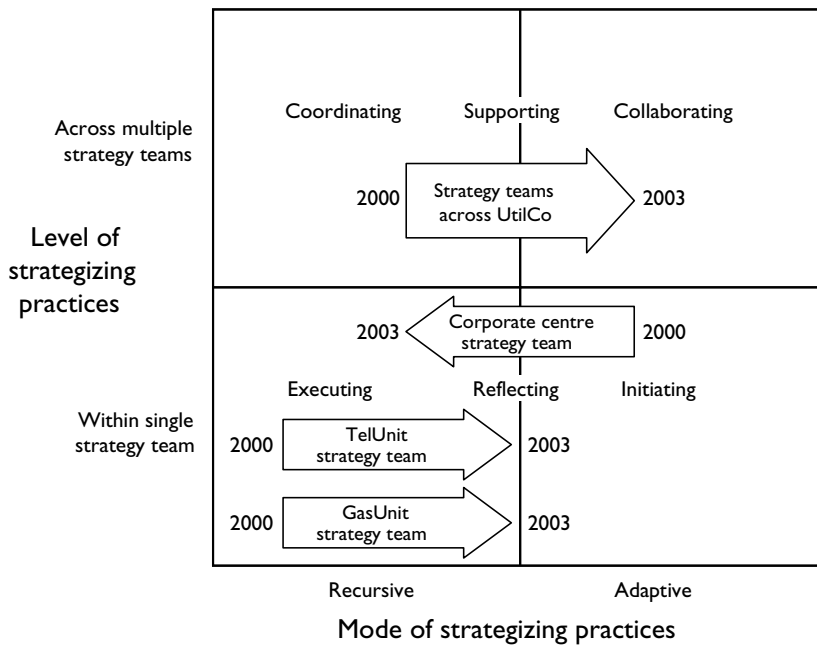 Coordinating Supporting Collaborating
Across multiple
strategy teams
2000 Strategy teams 2003
across UtilCo
Level of
strategizing
practices
2003 Corporate centre 2000
strategy team
Executing Reflecting Initiating
Within single
strategy team
2000 TelUnit 2003
strategy team
2000 GasUnit 2003
strategy team
Recursive Adaptive
Mode of strategizing practices